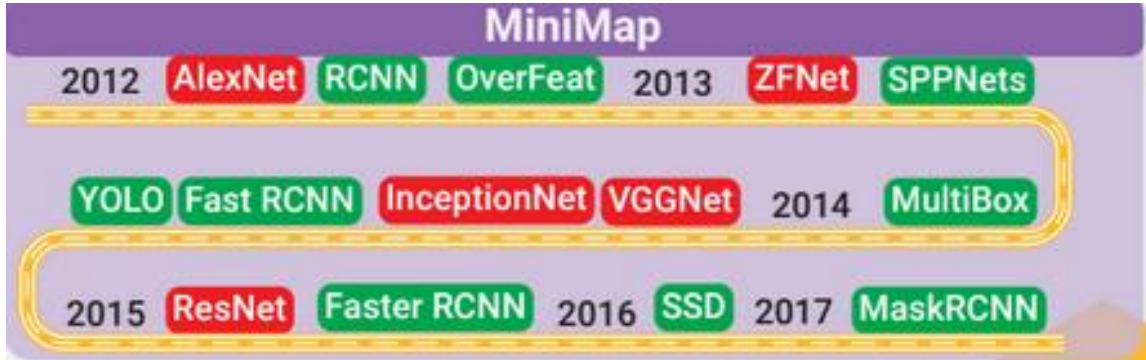 MiniMap
2012 AlexNet RCNN OverFeat 2013 ZFNet SPPNets
YOLO Fast RCNN InceptionNet VGGNet 2014 MultiBox
2015 ResNet Faster RCNN 2016 SSD 2017 MaskRCNN